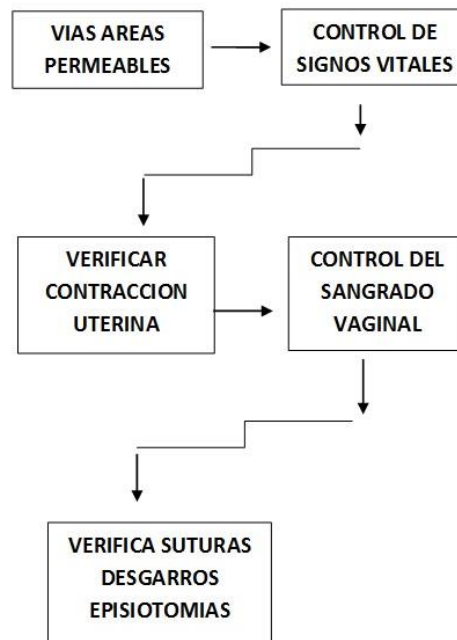 VIAS AREAS
PERMEABLES
CONTROL DE
SIGNOS VITALES
VERIFICAR
CONTRACCION
UTERINA
CONTROL DEL
SANGRADO
VAGINAL
VERIFICA SUTURAS
DESGARROS
EPISIOTOMIAS